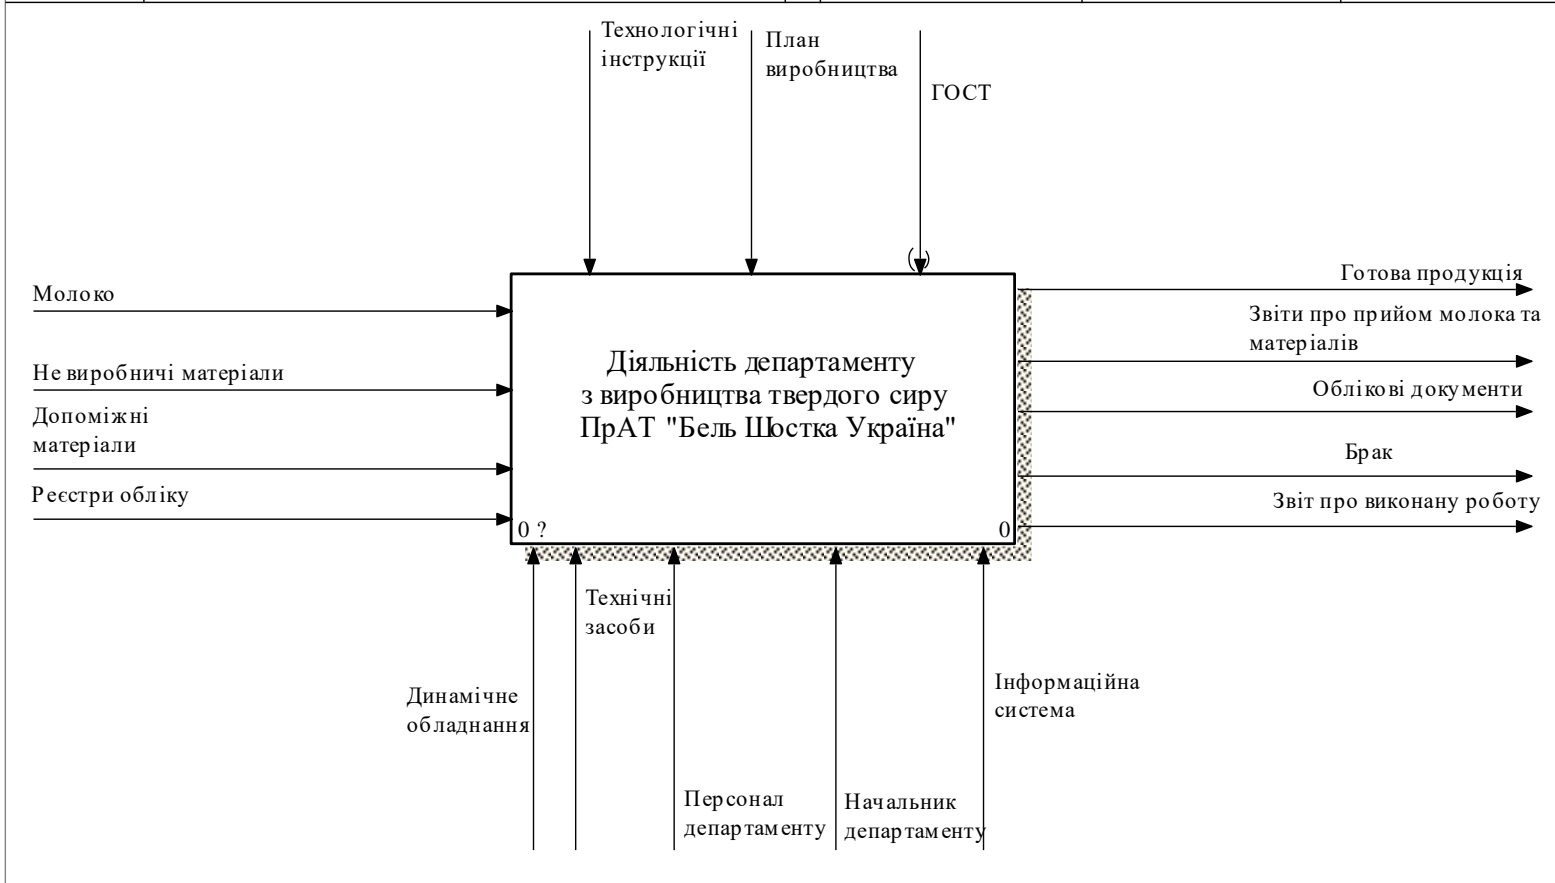 Технологічні
інструкції
План
виробництва
ГОСТ
Молоко
Не виробничі матеріали
Допоміжні
матеріали
Реєстри обліку
Діяльність департаменту
з виробництва твердого сиру
ПрАТ "Бель Шостка Україна"
0 ?
0
Готова продукція
Звіти про прийом молока та
матеріалів
Облікові документи
Брак
Звіт про виконану роботу
Технічні
засоби
Динамічне
обладнання
Інформаційна
система
Персонал
департаменту
Начальник
департаменту